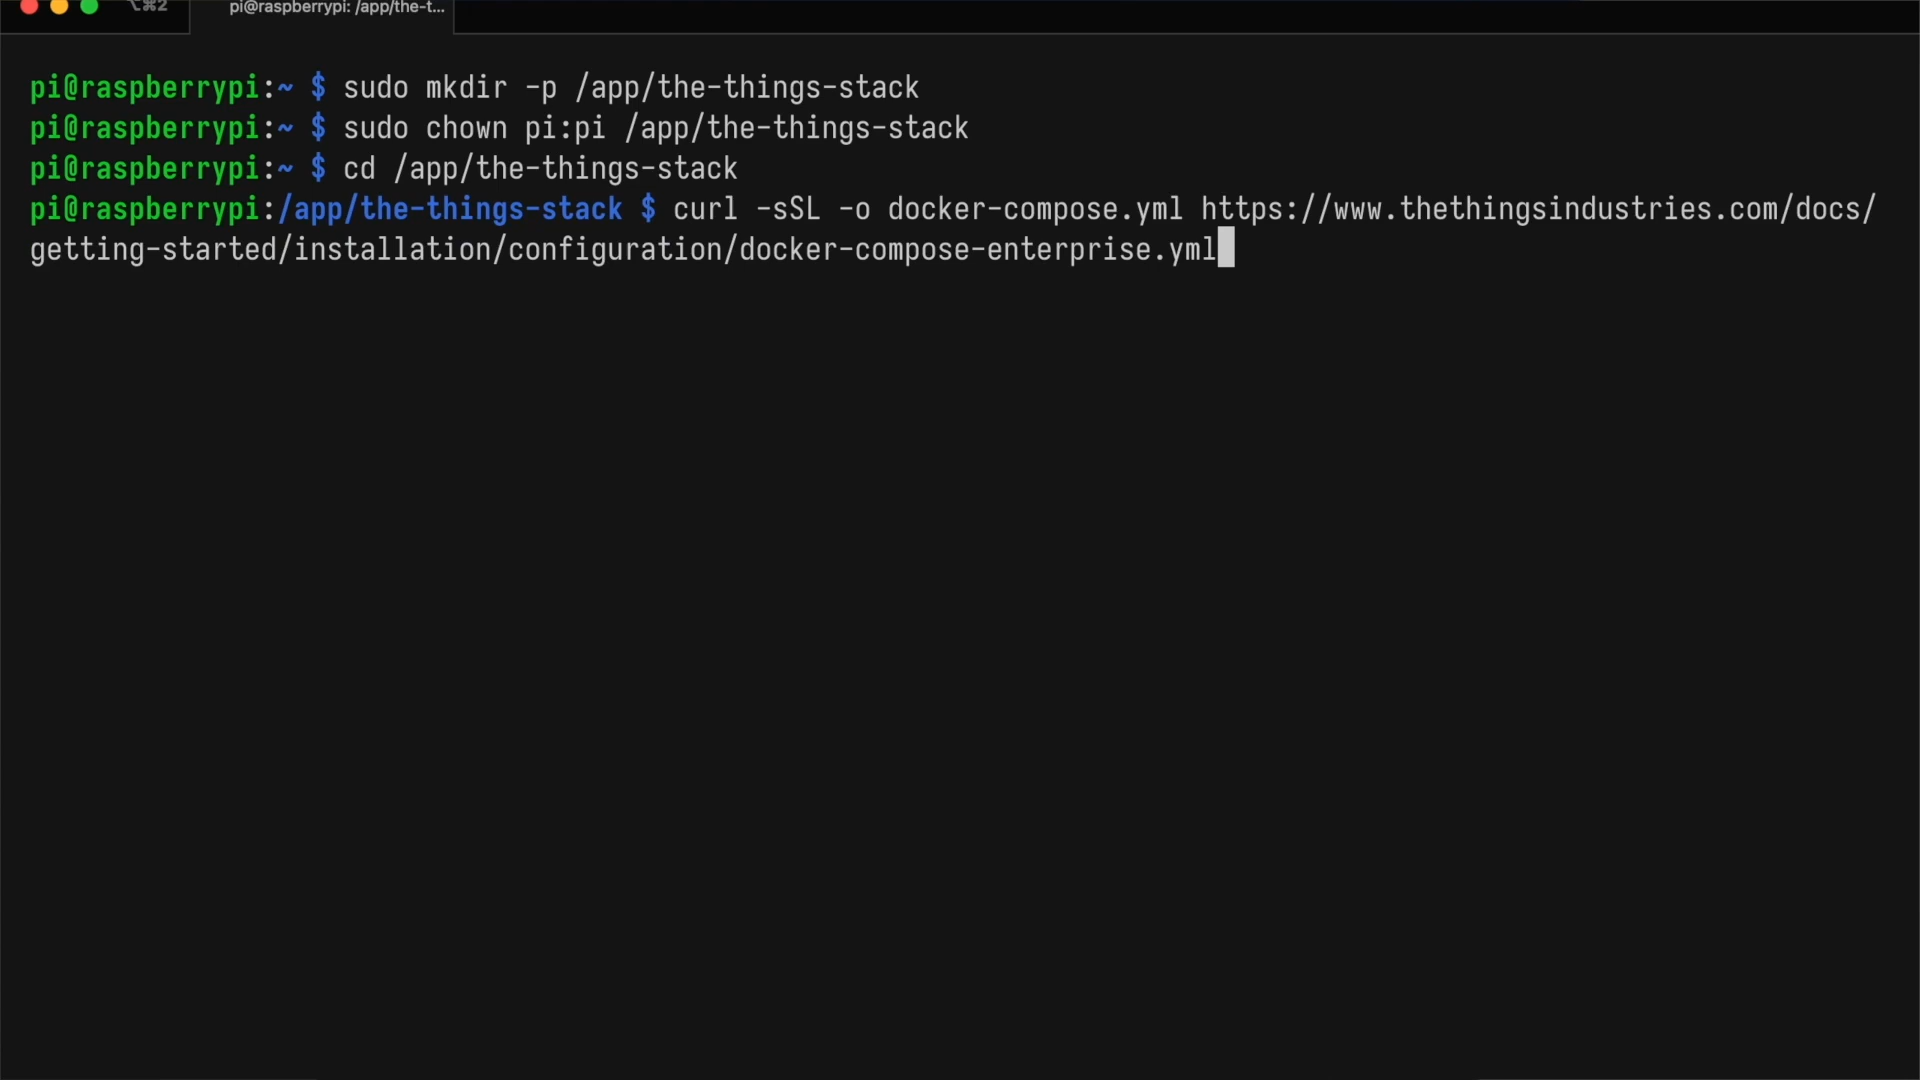 ⌥⌘2
pi@raspberrypi: /app/the-t...
pi@raspberrypi:~ $ sudo mkdir -p /app/the-things-stack
pi@raspberrypi:~ $ sudo chown pi:pi /app/the-things-stack
pi@raspberrypi:~ $ cd /app/the-things-stack
pi@raspberrypi:/app/the-things-stack $ curl -sSL -o docker-compose.yml https://www.thethingsindustries.com/docs/
getting-started/installation/configuration/docker-compose-enterprise.yml